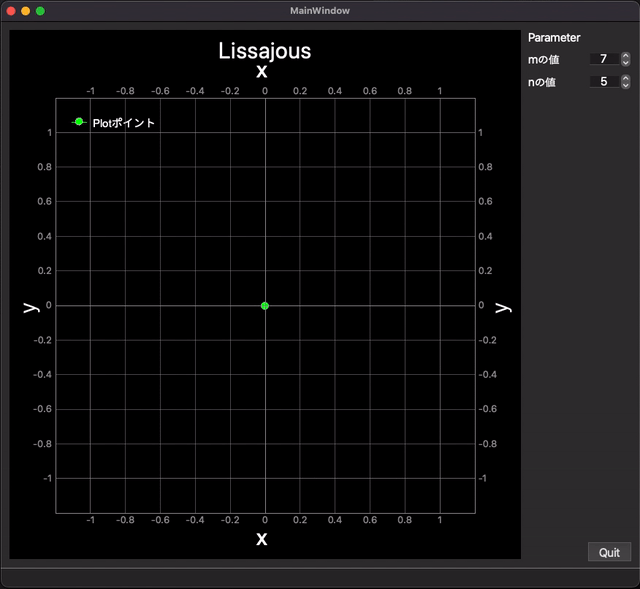 MainWindow
Lissajous
x
-1 -0.8 -0.6 -0.4 -0.2 0 0.2 0.4 0.6 0.8 1
Plotポイント
1 1
0.8 0.8
0.6 0.6
0.4 0.4
0.2 0.2
y 0 0 y
-0.2 -0.2
-0.4 -0.4
-0.6 -0.6
-0.8 -0.8
-1 -1
-1 -0.8 -0.6 -0.4 -0.2 0 0.2 0.4 0.6 0.8 1
x
Parameter
mの値 7
nの値 5
Quit